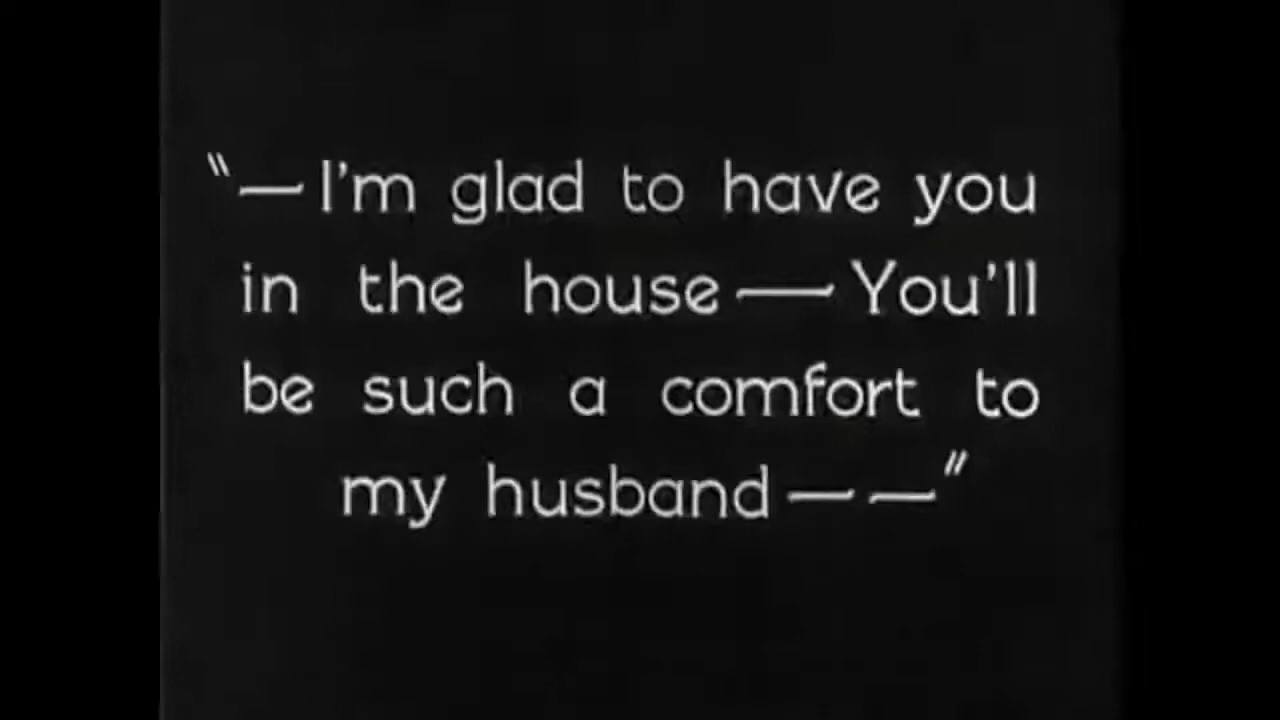 "—I'm glad to have you
in the house — You'll
be such a comfort to
my husband — —"